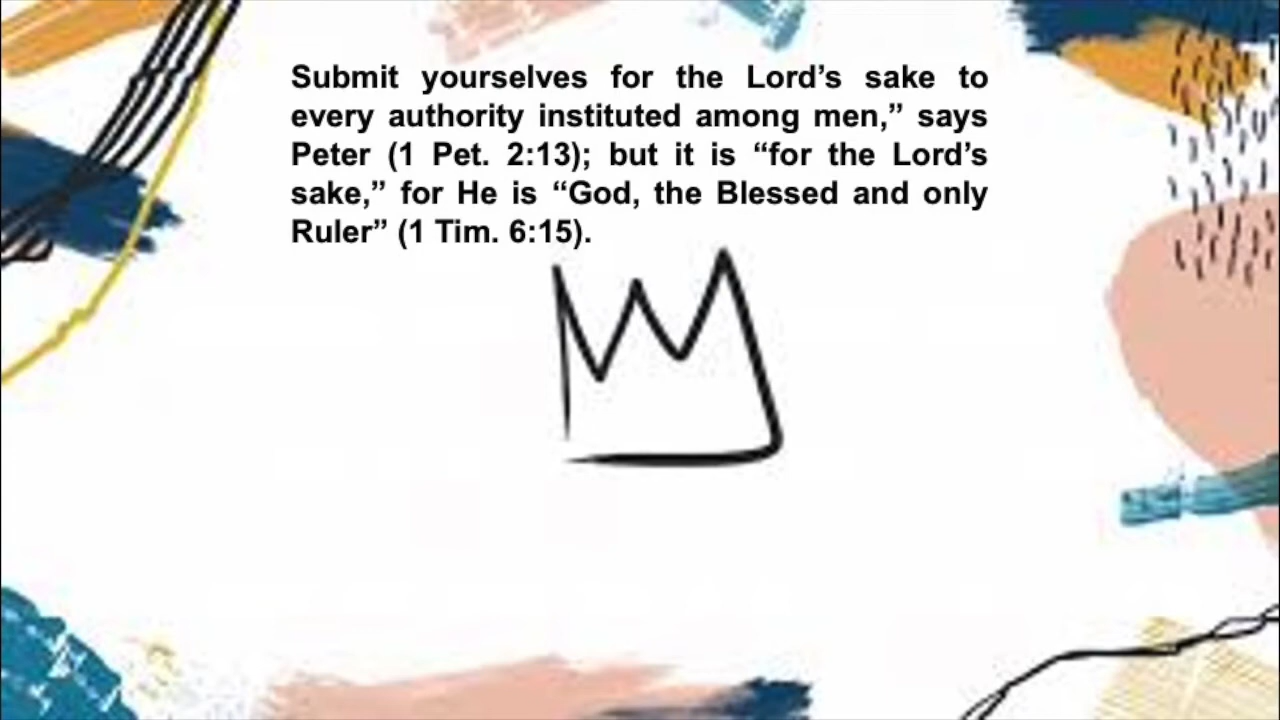 Submit yourselves for the Lord’s sake to
every authority instituted among men,” says
Peter (1 Pet. 2:13); but it is “for the Lord’s
sake,” for He is “God, the Blessed and only
Ruler” (1 Tim. 6:15).